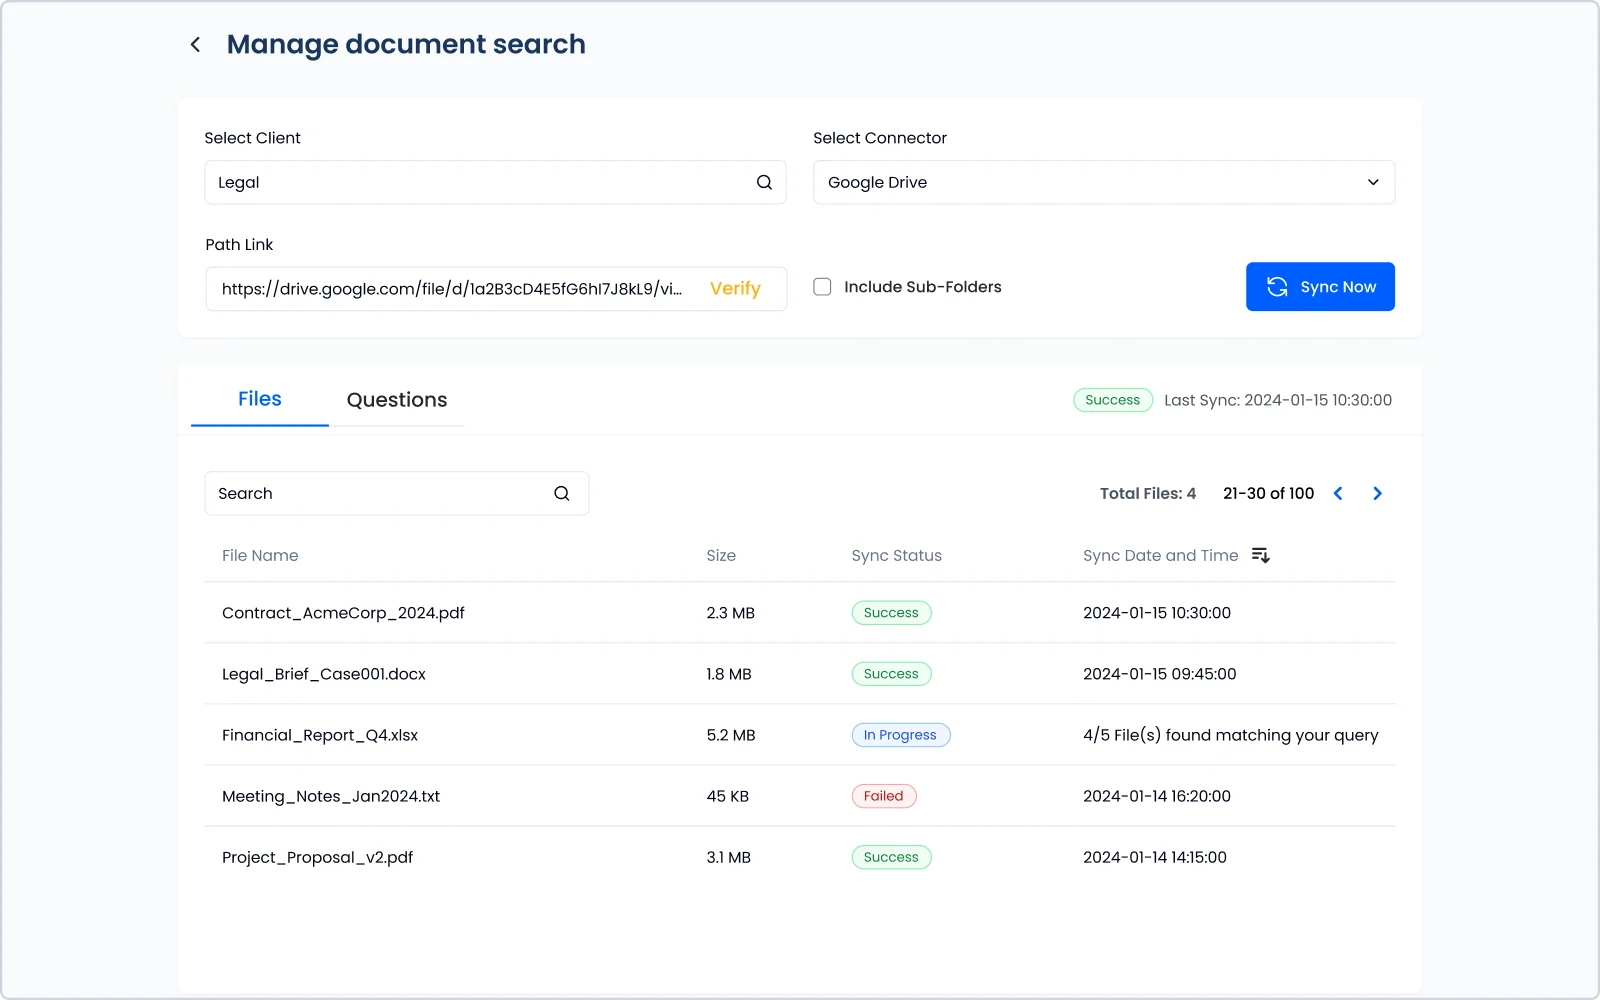 Manage document search
Select Client
Select Connector
Legal
Google Drive
Path Link
https://drive.google.com/file/d/1a2B3cD4E5fG6hI7J8kL9/vi...
Verify
Include Sub-Folders
Sync Now
Files
Questions
Success
Last Sync: 2024-01-15 10:30:00
Search
Total Files: 4
21-30 of 100
File Name Size Sync Status Sync Date and Time
Contract_AcmeCorp_2024.pdf 2.3 MB Success 2024-01-15 10:30:00
Legal_Brief_Case001.docx 1.8 MB Success 2024-01-15 09:45:00
Financial_Report_Q4.xlsx 5.2 MB In Progress 4/5 File(s) found matching your query
Meeting_Notes_Jan2024.txt 45 KB Failed 2024-01-14 16:20:00
Project_Proposal_v2.pdf 3.1 MB Success 2024-01-14 14:15:00